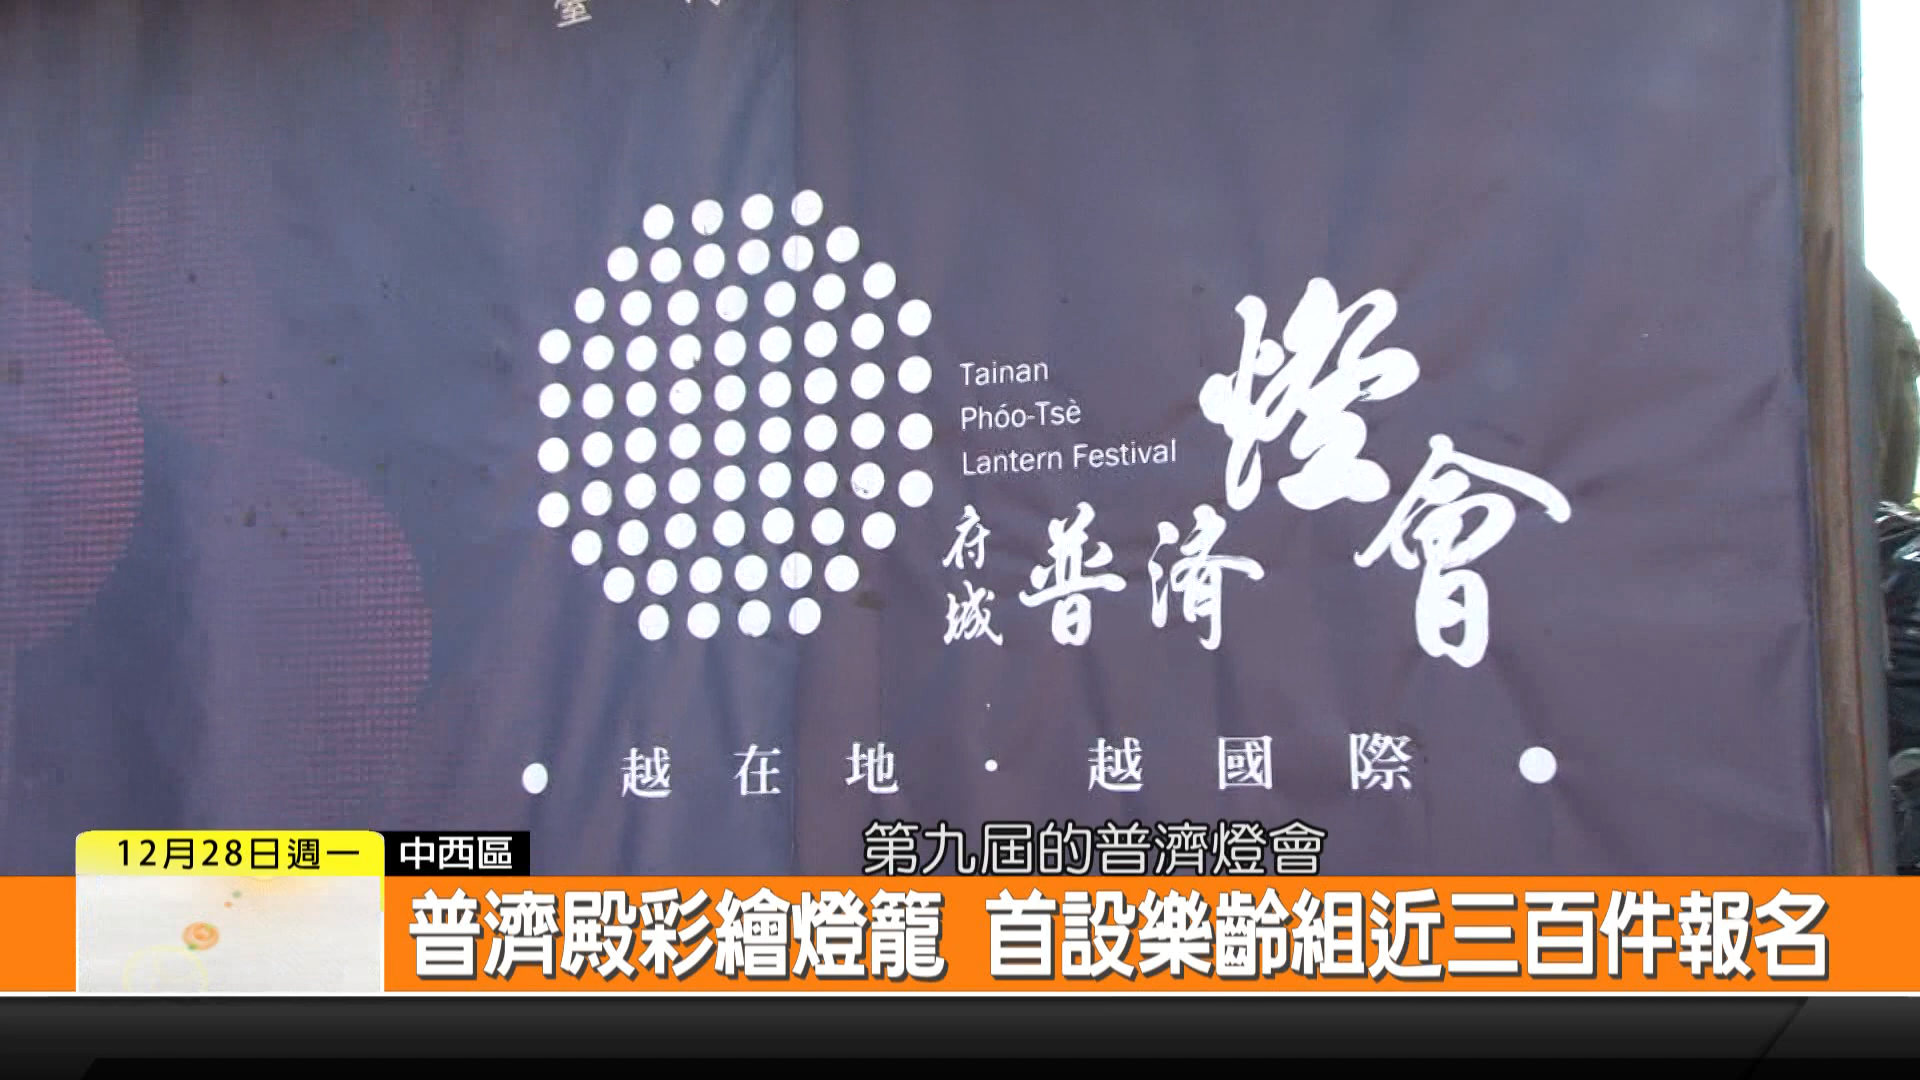 Tainan
Phóo-Tsè
Lantern Festival
燈會
府城普濟
• 越在地 · 越國際 •
第九屆的普濟燈會
12月28日週一 中西區
普濟殿彩繪燈籠 首設樂齡組近三百件報名